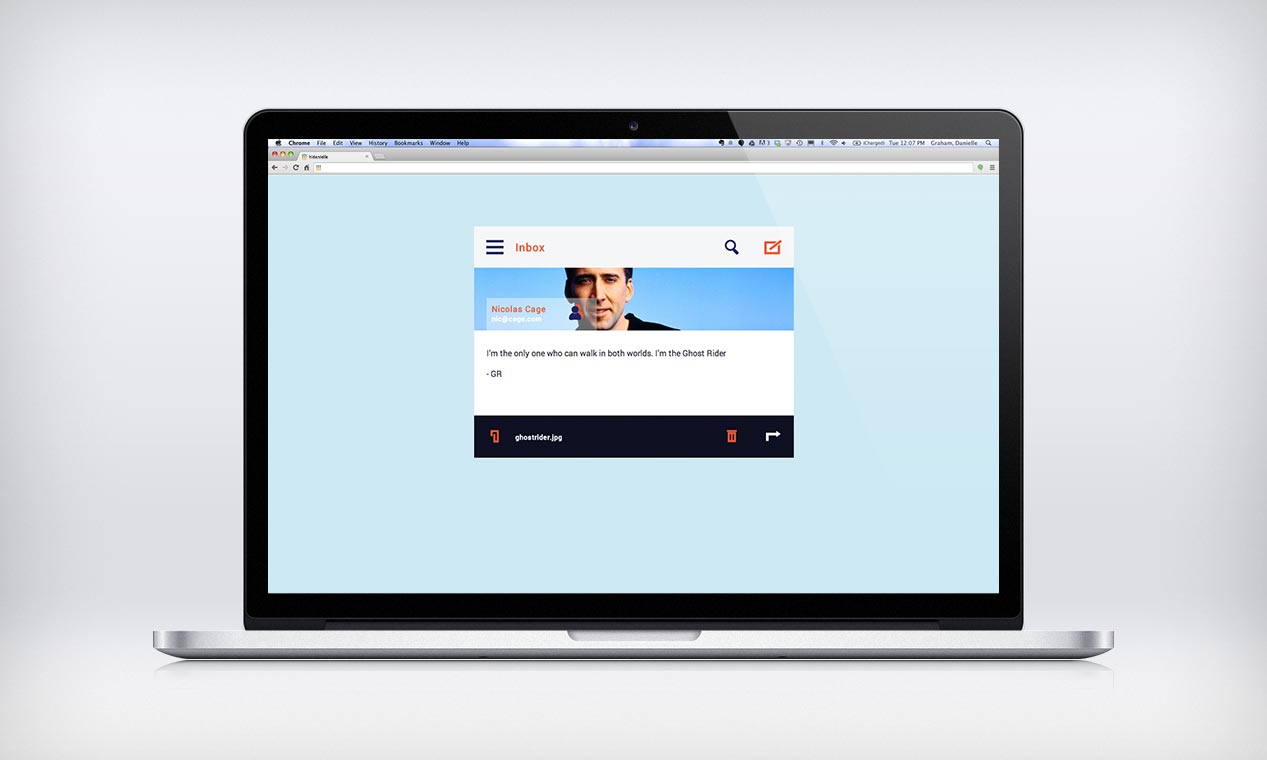 Chrome File Edit View History Bookmarks Window Help
Tue 12:07 PM Graham, Danielle
Inbox
Nicolas Cage
nic@cage.com
I'm the only one who can walk in both worlds. I'm the Ghost Rider
- GR
ghostrider.jpg